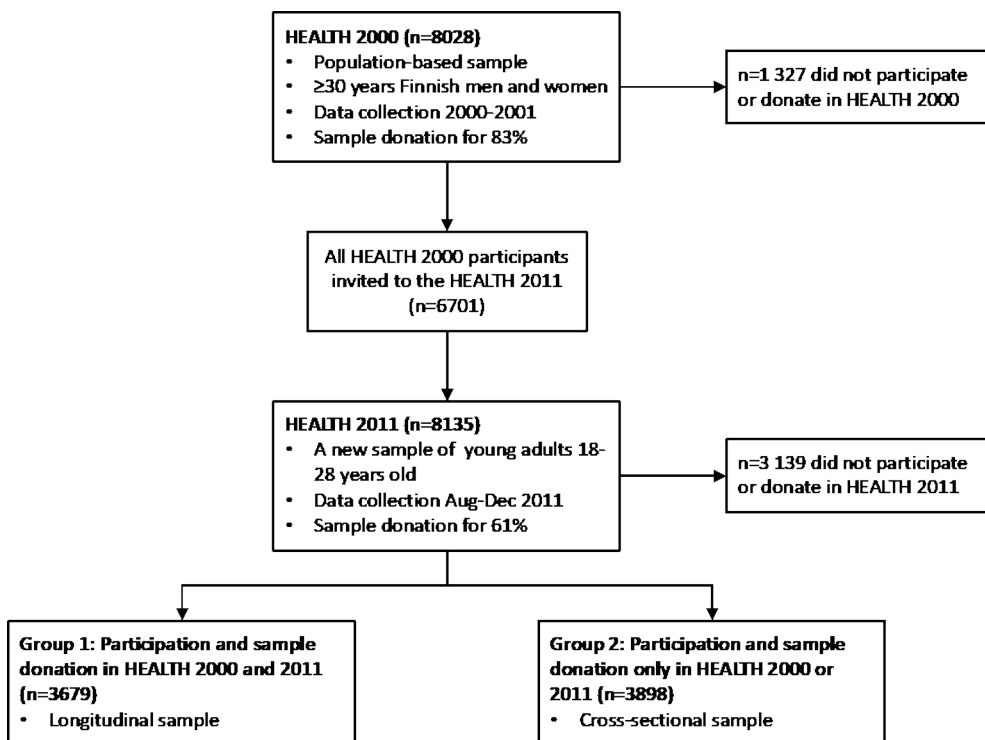 HEALTH 2000 (n=8028)
• Population-based sample
• ≥30 years Finnish men and women
• Data collection 2000-2001
• Sample donation for 83%
n=1 327 did not participate
or donate in HEALTH 2000
All HEALTH 2000 participants
invited to the HEALTH 2011
(n=6701)
HEALTH 2011 (n=8135)
• A new sample of young adults 18-
28 years old
• Data collection Aug-Dec 2011
• Sample donation for 61%
n=3 139 did not participate
or donate in HEALTH 2011
Group 1: Participation and sample
donation in HEALTH 2000 and 2011
(n=3679)
• Longitudinal sample
Group 2: Participation and sample
donation only in HEALTH 2000 or
2011 (n=3898)
• Cross-sectional sample